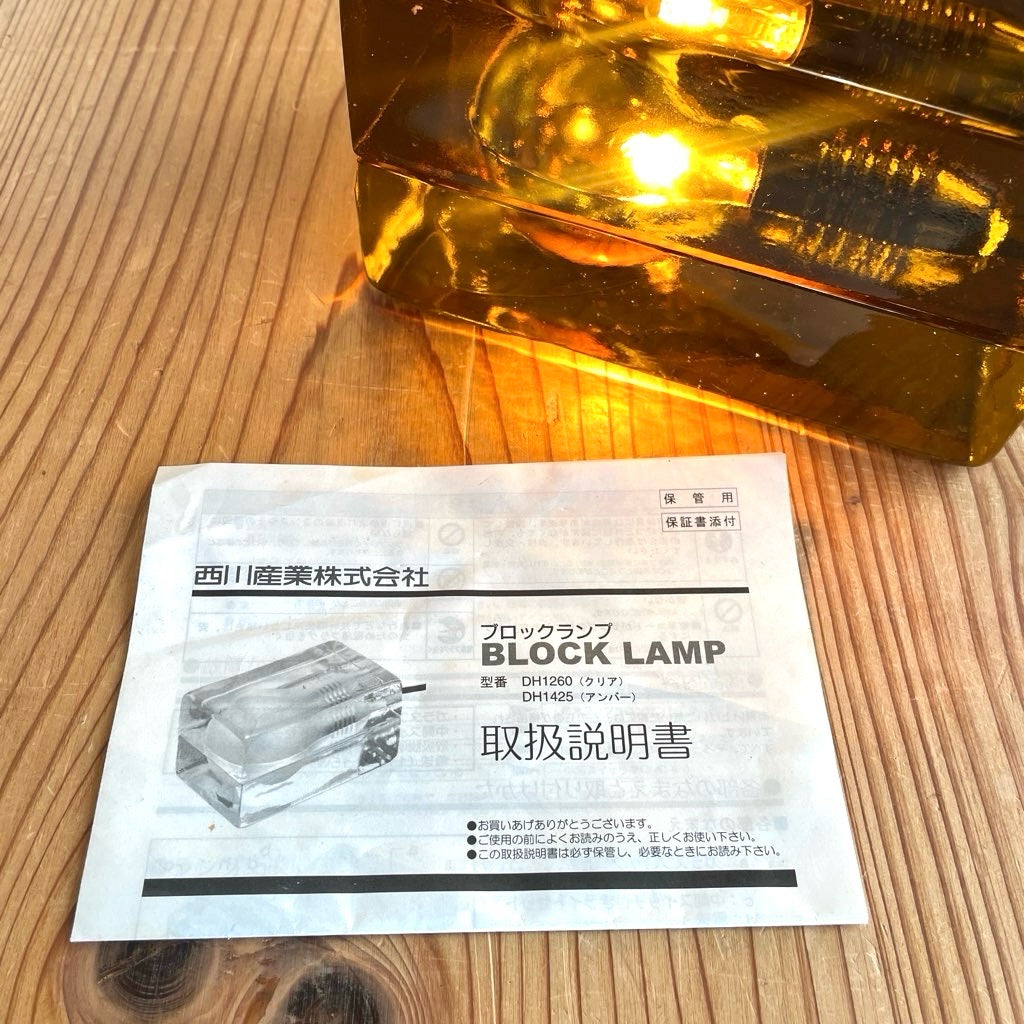 保管用
保証書添付
西川産業株式会社
ブロックランプ
BLOCK LAMP
型番 DH1260（クリア）
DH1425（アンバー）
取扱説明書
●お買いあげありがとうございます。
●ご使用の前によくお読みのうえ、正しくお使い下さい。
●この取扱説明書は必ず保管し、必要なときにお読み下さい。